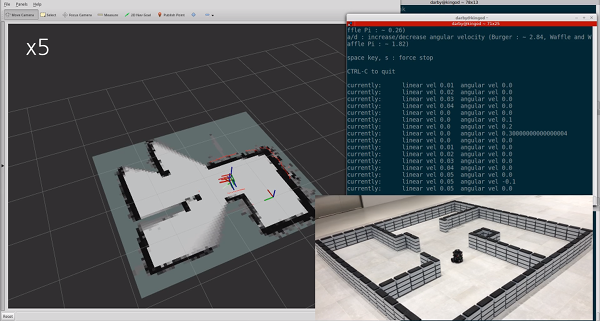 File Panels Help
Move Camera Select Focus Camera Measure 2D Nav Goal Publish Point
x5
Reset
darby@kingod: ~ 78x13
darby@kingod: ~
darby@kingod: ~ 71x28
ffle Pi : ~ 0.26)
a/d : increase/decrease angular velocity (Burger : ~ 2.84, Waffle and W
affle Pi : ~ 1.82)
space key, s : force stop
CTRL-C to quit
currently: linear vel 0.01 angular vel 0.0
currently: linear vel 0.02 angular vel 0.0
currently: linear vel 0.03 angular vel 0.0
currently: linear vel 0.04 angular vel 0.0
currently: linear vel 0.0 angular vel 0.0
currently: linear vel 0.0 angular vel 0.1
currently: linear vel 0.0 angular vel 0.2
currently: linear vel 0.0 angular vel 0.30000000000000004
currently: linear vel 0.0 angular vel 0.0
currently: linear vel 0.01 angular vel 0.0
currently: linear vel 0.02 angular vel 0.0
currently: linear vel 0.03 angular vel 0.0
currently: linear vel 0.04 angular vel 0.0
currently: linear vel 0.05 angular vel 0.0
currently: linear vel 0.05 angular vel -0.1
currently: linear vel 0.05 angular vel 0.0